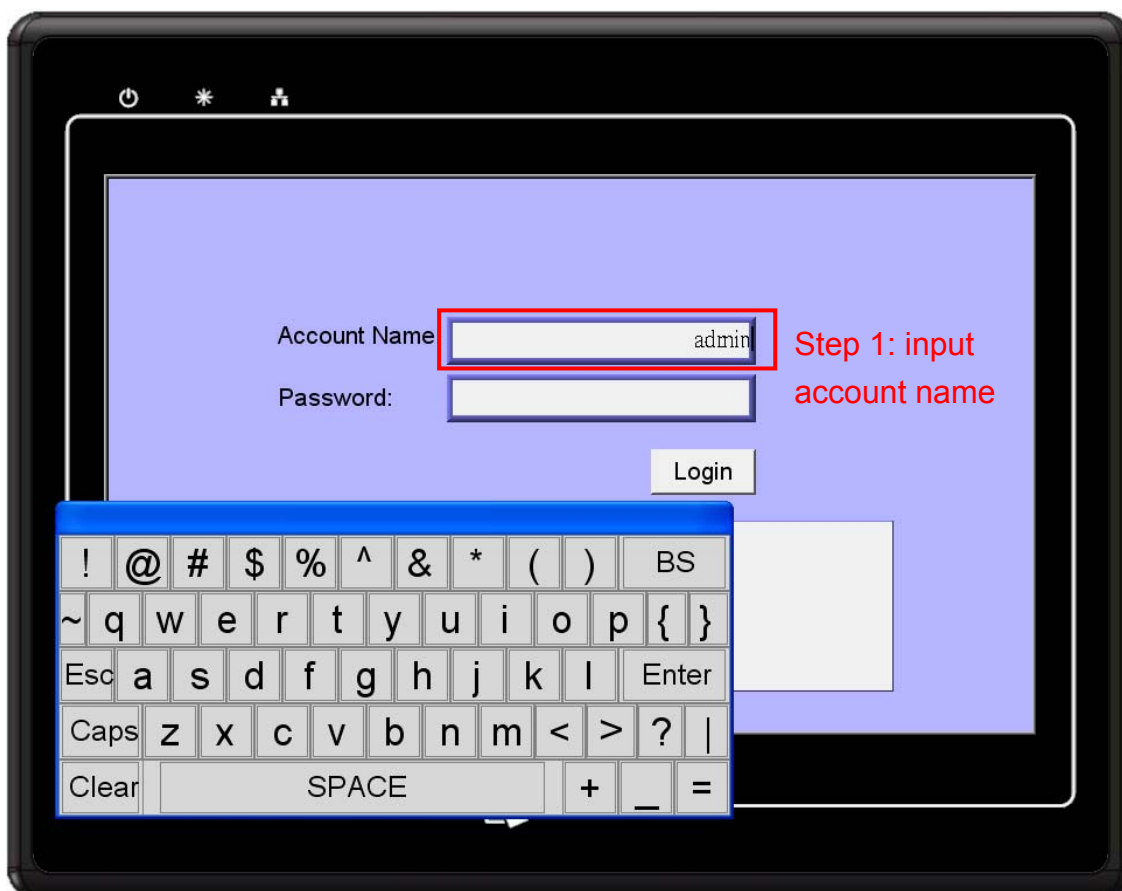 Account Name
admin
Step 1: input
account name
Password:
Login
! @ # $ % ^ & * ( ) BS
~ q w e r t y u i o p { }
Esc a s d f g h j k l Enter
Caps z x c v b n m < > ? |
Clear SPACE + _ =